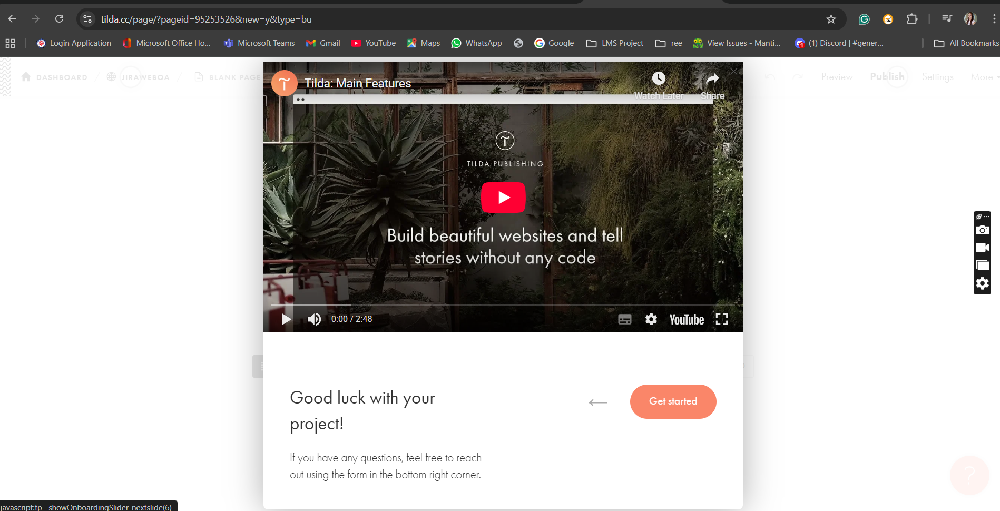 tilda.cc/page/?pageid=95253526&new=y&type=bu
Login Application
Microsoft Office Ho...
Microsoft Teams
Gmail
YouTube
Maps
WhatsApp
Google
LMS Project
ree
View Issues - Manti...
(1) Discord | #gener...
All Bookmarks
DASHBOARD / JIRAWEBQA / BLANK PAGE
Preview
Publish
Settings
More
Tilda: Main Features
Watch Later
Share
TILDA PUBLISHING
Build beautiful websites and tell
stories without any code
0:00 / 2:48
YouTube
Good luck with your
project!
Get started
If you have any questions, feel free to reach
out using the form in the bottom right corner.
?
javascript:tp__showOnboardingSlider_nextslide(6)